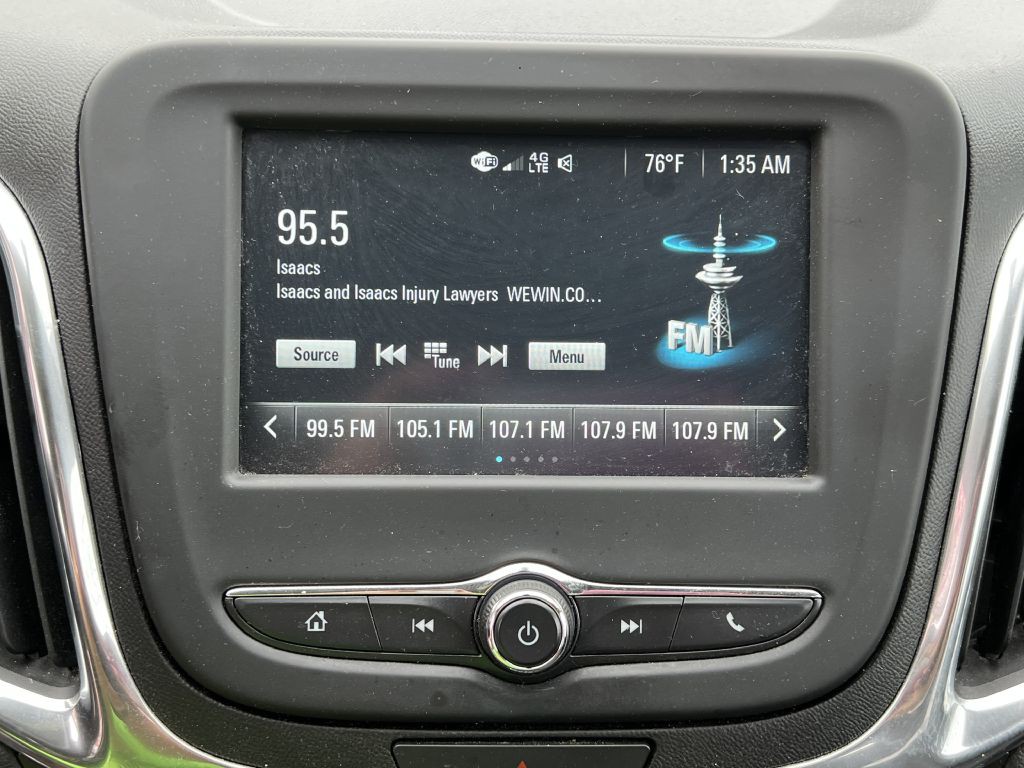 WiFi 4G LTE 76°F 1:35 AM
95.5
Isaacs
Isaacs and Isaacs Injury Lawyers WEWIN.CO...
FM
Source Tune Menu
99.5 FM 105.1 FM 107.1 FM 107.9 FM 107.9 FM